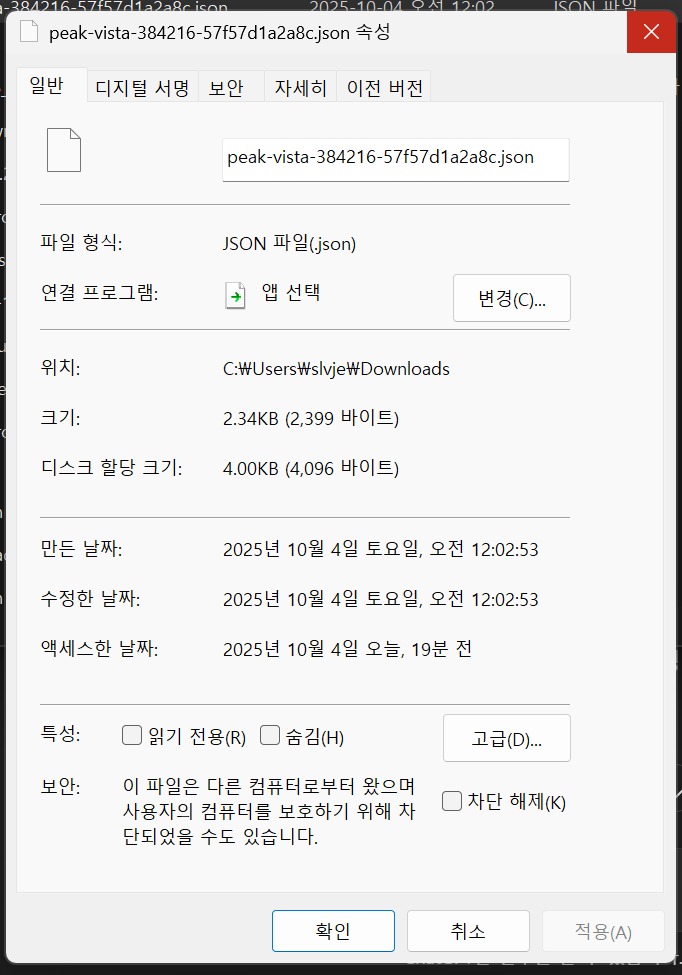 2025-10-04 오전 12:02 JSON 파일
peak-vista-384216-57f57d1a2a8c.json 속성
일반 디지털 서명 보안 자세히 이전 버전
peak-vista-384216-57f57d1a2a8c.json
파일 형식: JSON 파일(.json)
연결 프로그램: 앱 선택 변경(C)...
위치: C:₩Users₩slvje₩Downloads
크기: 2.34KB (2,399 바이트)
디스크 할당 크기: 4.00KB (4,096 바이트)
만든 날짜: 2025년 10월 4일 토요일, 오전 12:02:53
수정한 날짜: 2025년 10월 4일 토요일, 오전 12:02:53
액세스한 날짜: 2025년 10월 4일 오늘, 19분 전
특성: 읽기 전용(R) 숨김(H) 고급(D)...
보안: 이 파일은 다른 컴퓨터로부터 왔으며
사용자의 컴퓨터를 보호하기 위해 차
단되었을 수도 있습니다.
차단 해제(K)
확인 취소 적용(A)